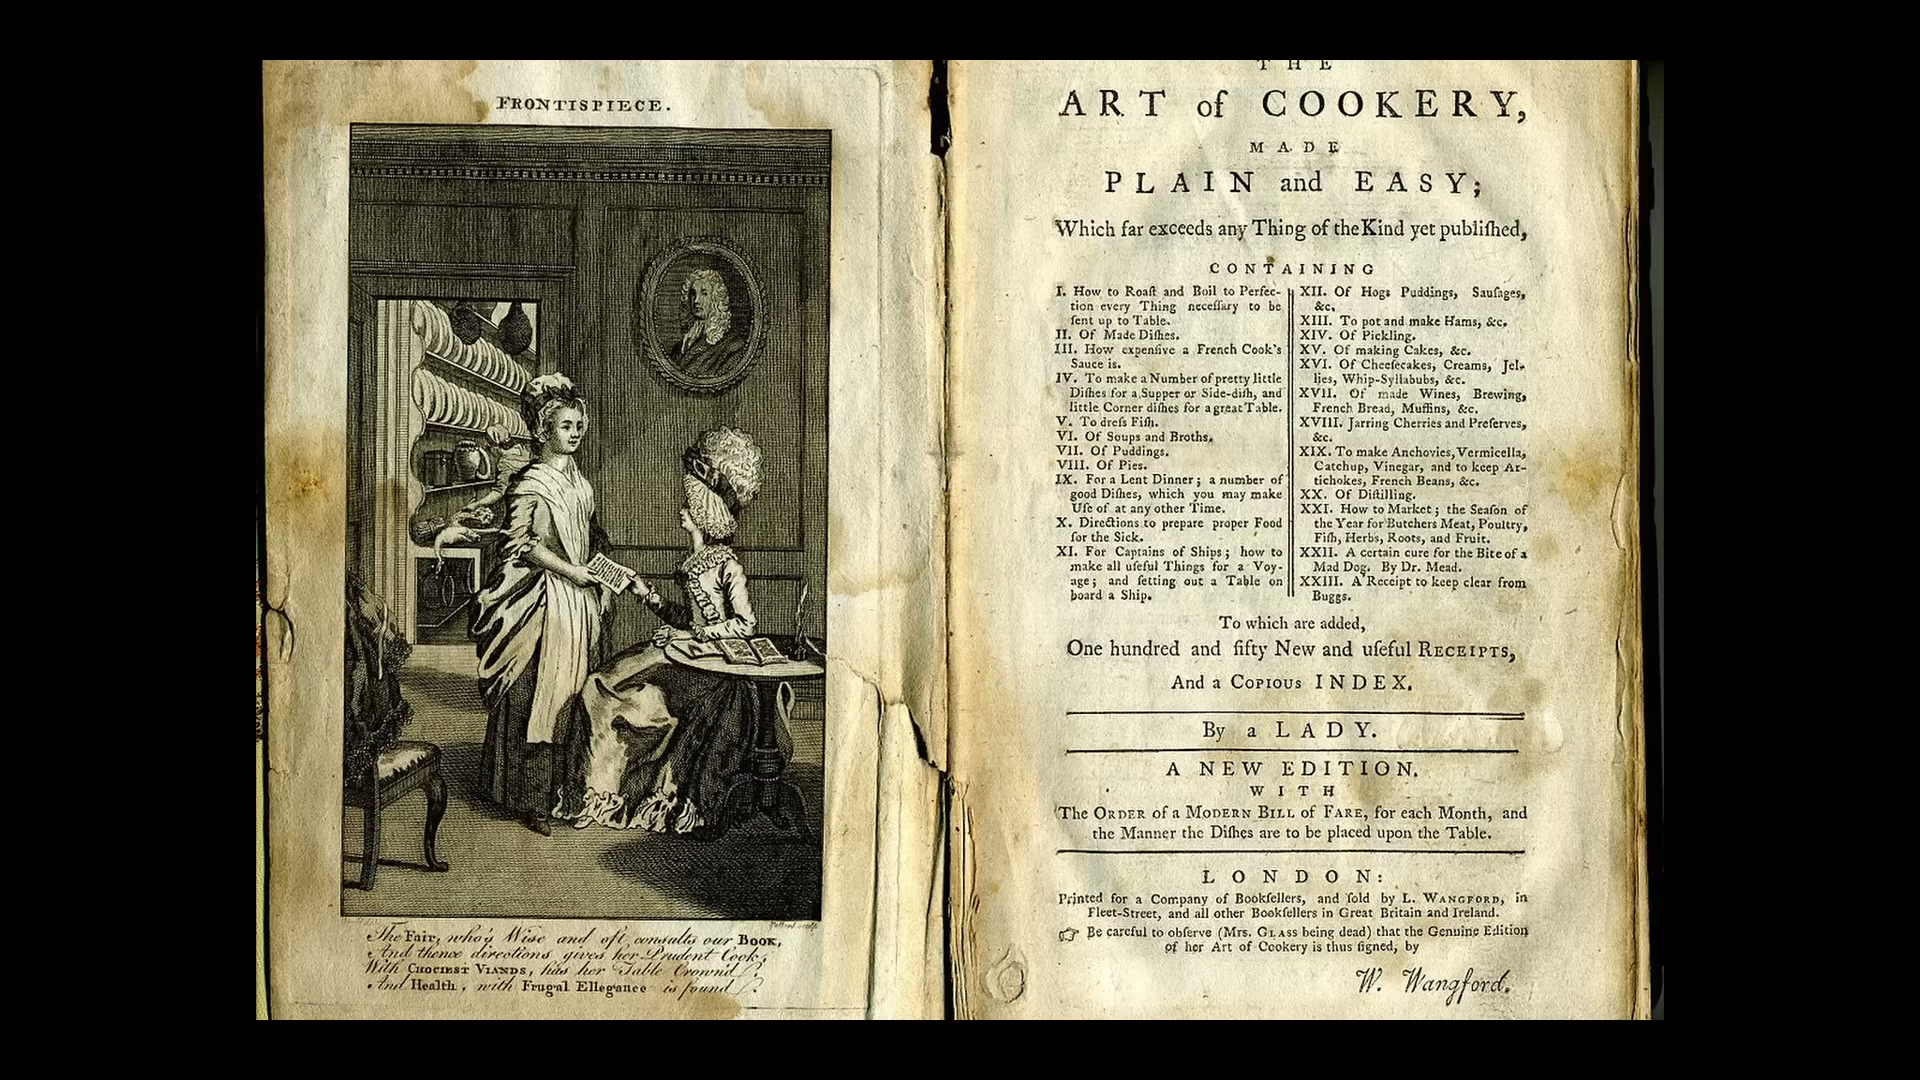 FRONTISPIECE.
The Fair, who's Wise and oft consults our BOOK,
And thence directions gives her Prudent Cook,
With CHOCIEST VIANDS, has her Table Crown'd,
And Health, with Frugal Ellegance is found.
THE
ART of COOKERY,
MADE
PLAIN and EASY;
Which far exceeds any Thing of the Kind yet publiſhed,
CONTAINING
I. How to Roaſt and Boil to Perfec-
tion every Thing neceſſary to be
ſent up to Table.
II. Of Made Diſhes.
III. How expenſive a French Cook's
Sauce is.
IV. To make a Number of pretty little
Diſhes for a Supper or Side-diſh, and
little Corner diſhes for a great Table.
V. To dreſs Fiſh.
VI. Of Soups and Broths.
VII. Of Puddings.
VIII. Of Pies.
IX. For a Lent Dinner; a number of
good Diſhes, which you may make
Uſe of at any other Time.
X. Directions to prepare proper Food
for the Sick.
XI. For Captains of Ships; how to
make all uſeful Things for a Voy-
age; and ſetting out a Table on
board a Ship.
XII. Of Hogs Puddings, Sauſages,
&c.
XIII. To pot and make Hams, &c.
XIV. Of Pickling.
XV. Of making Cakes, &c.
XVI. Of Cheeſecakes, Creams, Jel-
lies, Whip-Syllabubs, &c.
XVII. Of made Wines, Brewing,
French Bread, Muffins, &c.
XVIII. Jarring Cherries and Preſerves,
&c.
XIX. To make Anchovies, Vermicella,
Catchup, Vinegar, and to keep Ar-
tichokes, French Beans, &c.
XX. Of Diſtilling.
XXI. How to Market; the Seaſon of
the Year for Butchers Meat, Poultry,
Fiſh, Herbs, Roots, and Fruit.
XXII. A certain cure for the Bite of a
Mad Dog. By Dr. Mead.
XXIII. A Receipt to keep clear from
Buggs.
To which are added,
One hundred and fifty New and uſeful RECEIPTS,
And a COPIOUS INDEX.
By a LADY.
A NEW EDITION.
WITH
The ORDER of a MODERN BILL of FARE, for each Month, and
the Manner the Diſhes are to be placed upon the Table.
LONDON:
Printed for a Company of Bookſellers, and ſold by L. WANGFORD, in
Fleet-Street, and all other Bookſellers in Great Britain and Ireland.
☞ Be careful to obſerve (Mrs. GLASS being dead) that the Genuine Edition
of her Art of Cookery is thus ſigned, by
W. Wangford.